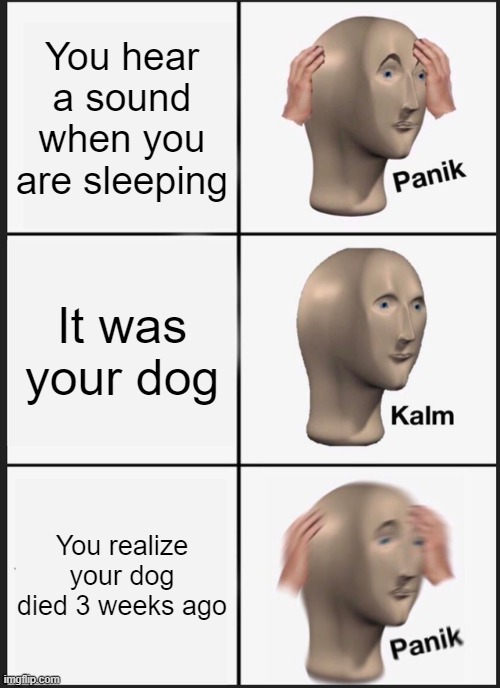 You hear
a sound
when you
are sleeping
Panik
It was
your dog
Kalm
You realize
your dog
died 3 weeks ago
Panik
imgflip.com